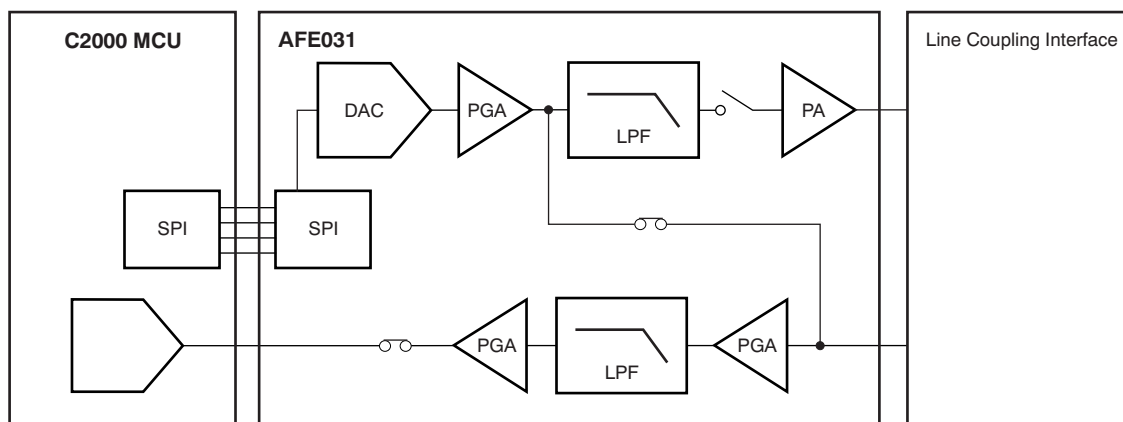 C2000 MCU
AFE031
Line Coupling Interface
DAC
PGA
LPF
PA
SPI
SPI
PGA
LPF
PGA